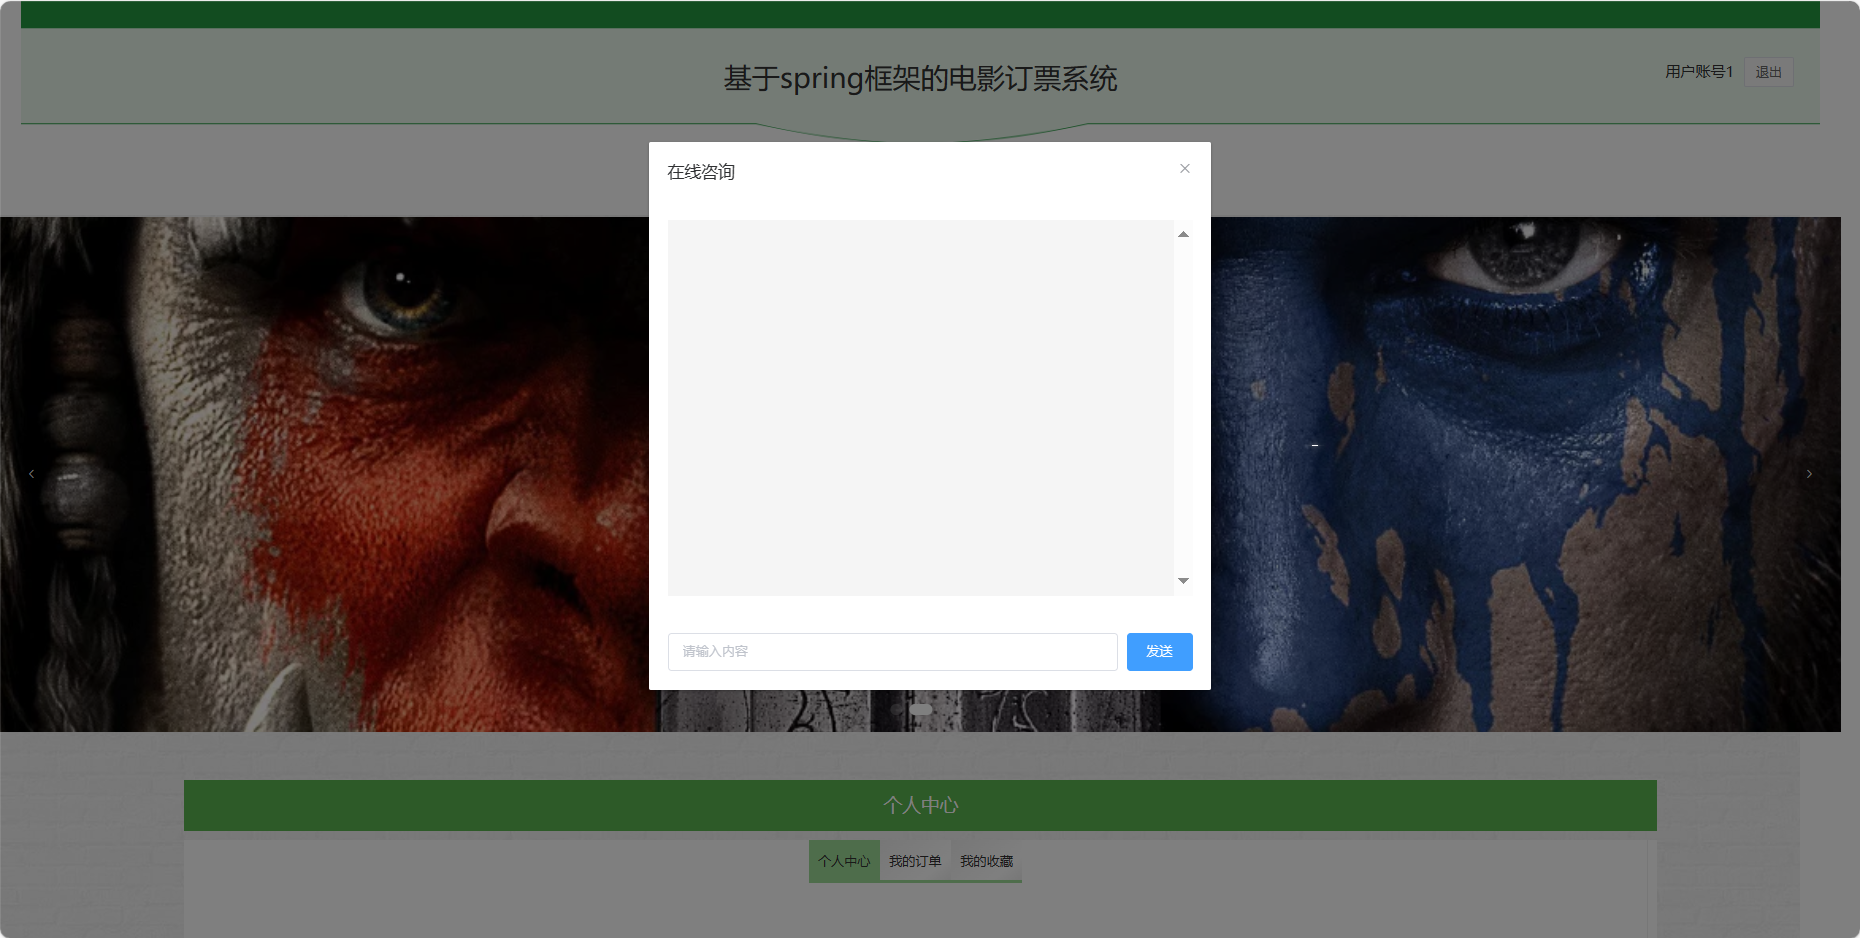 基于spring框架的电影订票系统
用户账号1 退出
在线咨询
请输入内容
发送
个人中心
个人中心 我的订单 我的收藏